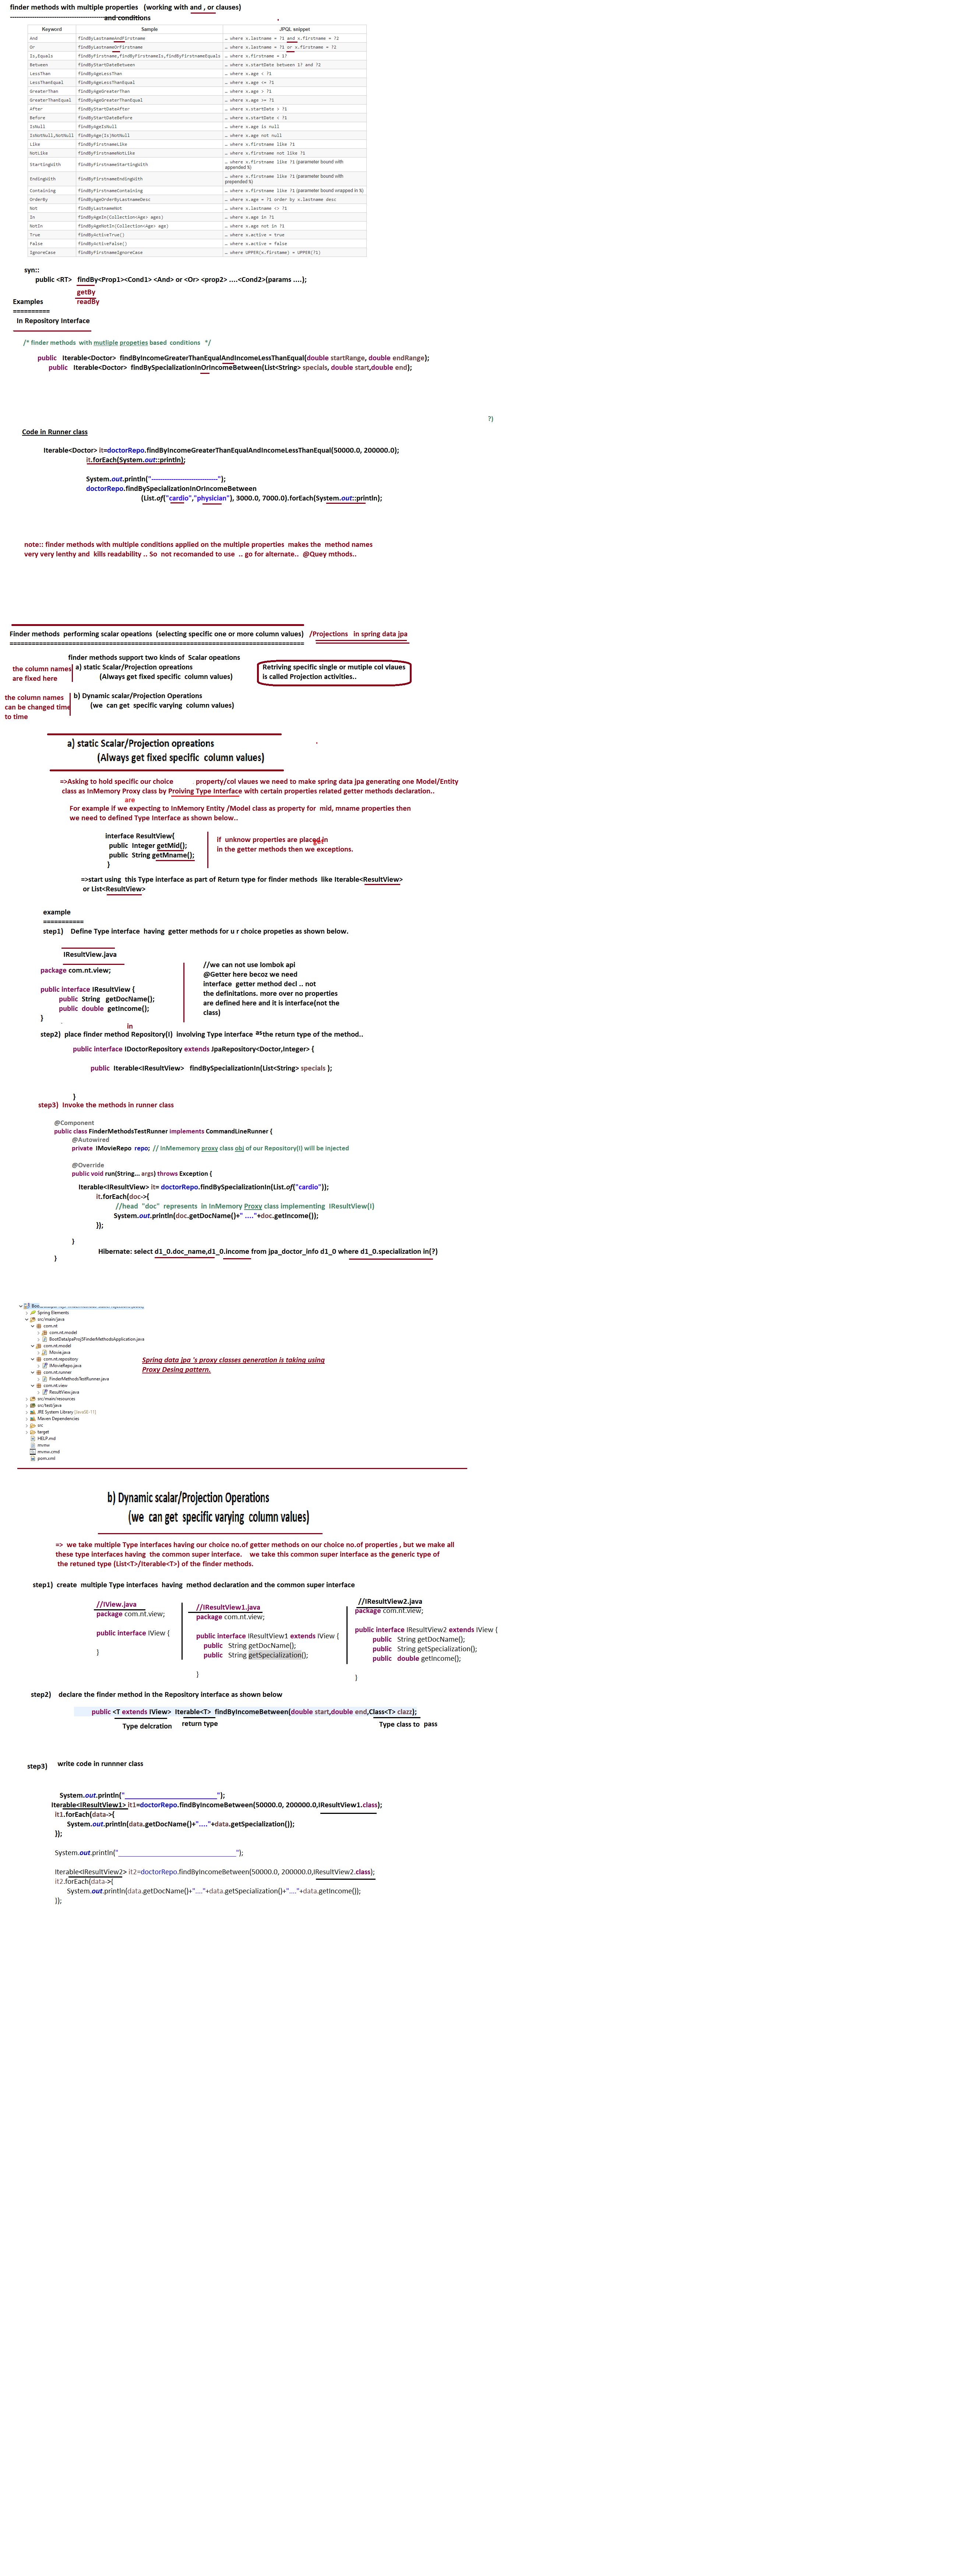 finder methods with multiple properties (working with and , or clauses)
and conditions
Keyword Sample JPQL snippet
And findByLastnameAndFirstname … where x.lastname = ?1 and x.firstname = ?2
Or findByLastnameOrFirstname … where x.lastname = ?1 or x.firstname = ?2
Is,Equals findByFirstname,findByFirstnameIs,findByFirstnameEquals … where x.firstname = 1?
Between findByStartDateBetween … where x.startDate between 1? and ?2
LessThan findByAgeLessThan … where x.age < ?1
LessThanEqual findByAgeLessThanEqual … where x.age <= ?1
GreaterThan findByAgeGreaterThan … where x.age > ?1
GreaterThanEqual findByAgeGreaterThanEqual … where x.age >= ?1
After findByStartDateAfter … where x.startDate > ?1
Before findByStartDateBefore … where x.startDate < ?1
IsNull findByAgeIsNull … where x.age is null
IsNotNull,NotNull findByAge(Is)NotNull … where x.age not null
Like findByFirstnameLike … where x.firstname like ?1
NotLike findByFirstnameNotLike … where x.firstname not like ?1
StartingWith findByFirstnameStartingWith … where x.firstname like ?1 (parameter bound with appended %)
EndingWith findByFirstnameEndingWith … where x.firstname like ?1 (parameter bound with prepended %)
Containing findByFirstnameContaining … where x.firstname like ?1 (parameter bound wrapped in %)
OrderBy findByAgeOrderByLastnameDesc … where x.age = ?1 order by x.lastname desc
Not findByLastnameNot … where x.lastname <> ?1
In findByAgeIn(Collection<Age> ages) … where x.age in ?1
NotIn findByAgeNotIn(Collection<Age> age) … where x.age not in ?1
True findByActiveTrue() … where x.active = true
False findByActiveFalse() … where x.active = false
IgnoreCase findByFirstnameIgnoreCase … where UPPER(x.firstame) = UPPER(?1)
syn::
public <RT> findBy<Prop1><Cond1> <And> or <Or> <prop2> ....<Cond2>(params ....);
getBy
Examples readBy
==========
In Repository Interface
/* finder methods with mutliple propeties based conditions */
public Iterable<Doctor> findByIncomeGreaterThanEqualAndIncomeLessThanEqual(double startRange, double endRange);
public Iterable<Doctor> findBySpecializationInOrIncomeBetween(List<String> specials, double start,double end);
?)
Code in Runner class
Iterable<Doctor> it=doctorRepo.findByIncomeGreaterThanEqualAndIncomeLessThanEqual(50000.0, 200000.0);
it.forEach(System.out::println);
System.out.println("------------------------------");
doctorRepo.findBySpecializationInOrIncomeBetween
(List.of("cardio","physician"), 3000.0, 7000.0).forEach(System.out::println);
note:: finder methods with multiple conditions applied on the multiple properties makes the method names
very very lenthy and kills readability .. So not recomanded to use .. go for alternate.. @Quey mthods..
Finder methods performing scalar opeations (selecting specific one or more column values) /Projections in spring data jpa
================================================================================
finder methods support two kinds of Scalar opeations
the column names a) static Scalar/Projection opreations
are fixed here (Always get fixed specific column values)
Retriving specific single or mutiple col vlaues
is called Projection activities..
the column names b) Dynamic scalar/Projection Operations
can be changed time (we can get specific varying column values)
to time
a) static Scalar/Projection opreations
(Always get fixed specific column values)
=>Asking to hold specific our choice property/col vlaues we need to make spring data jpa generating one Model/Entity
class as InMemory Proxy class by Proiving Type Interface with certain properties related getter methods declaration..
are
For example if we expecting to InMemory Entity /Model class as property for mid, mname properties then
we need to defined Type Interface as shown below..
interface ResultView{
public Integer getMid();
public String getMname();
}
if unknow properties are placed in
get
in the getter methods then we exceptions.
=>start using this Type interface as part of Return type for finder methods like Iterable<ResultView>
or List<ResultView>
example
===========
step1) Define Type interface having getter methods for u r choice propeties as shown below.
IResultView.java
package com.nt.view;
public interface IResultView {
public String getDocName();
public double getIncome();
}
//we can not use lombok api
@Getter here becoz we need
interface getter method decl .. not
the definitations. more over no properties
are defined here and it is interface(not the
class)
in
step2) place finder method Repository(I) involving Type interface as the return type of the method..
public interface IDoctorRepository extends JpaRepository<Doctor,Integer> {
public Iterable<IResultView> findBySpecializationIn(List<String> specials );
}
step3) Invoke the methods in runner class
@Component
public class FinderMethodsTestRunner implements CommandLineRunner {
@Autowired
private IMovieRepo repo; // InMememory proxy class obj of our Repository(I) will be injected
@Override
public void run(String... args) throws Exception {
Iterable<IResultView> it= doctorRepo.findBySpecializationIn(List.of("cardio"));
it.forEach(doc->{
//head "doc" represents in InMemory Proxy class implementing IResultView(I)
System.out.println(doc.getDocName()+" ...."+doc.getIncome());
});
}
Hibernate: select d1_0.doc_name,d1_0.income from jpa_doctor_info d1_0 where d1_0.specialization in(?)
}
Spring Elements
src/main/java
com.nt
com.nt.model
BootDataJpaProj5FinderMethodsApplication.java
com.nt.model
Movie.java
com.nt.repository
IMovieRepo.java
com.nt.runner
FinderMethodsTestRunner.java
com.nt.view
ResultView.java
src/main/resources
src/test/java
JRE System Library [JavaSE-11]
Maven Dependencies
src
target
HELP.md
mvnw
mvnw.cmd
pom.xml
Spring data jpa 's proxy classes generation is taking using
Proxy Desing pattern.
b) Dynamic scalar/Projection Operations
(we can get specific varying column values)
=> we take multiple Type interfaces having our choice no.of getter methods on our choice no.of properties , but we make all
these type interfaces having the common super interface. we take this common super interface as the generic type of
the retuned type (List<T>/Iterable<T>) of the finder methods.
step1) create multiple Type interfaces having method declaration and the common super interface
//IView.java
package com.nt.view;
public interface IView {
}
//IResultView1.java
package com.nt.view;
public interface IResultView1 extends IView {
public String getDocName();
public String getSpecialization();
}
//IResultView2.java
package com.nt.view;
public interface IResultView2 extends IView {
public String getDocName();
public String getSpecialization();
public double getIncome();
}
step2) declare the finder method in the Repository interface as shown below
public <T extends IView> Iterable<T> findByIncomeBetween(double start,double end,Class<T> clazz);
Type delcration return type Type class to pass
step3) write code in runnner class
System.out.println("__________________________");
Iterable<IResultView1> it1=doctorRepo.findByIncomeBetween(50000.0, 200000.0,IResultView1.class);
it1.forEach(data->{
System.out.println(data.getDocName()+"...."+data.getSpecialization());
});
System.out.println("_________________________________");
Iterable<IResultView2> it2=doctorRepo.findByIncomeBetween(50000.0, 200000.0,IResultView2.class);
it2.forEach(data->{
System.out.println(data.getDocName()+"...."+data.getSpecialization()+"...."+data.getIncome());
});